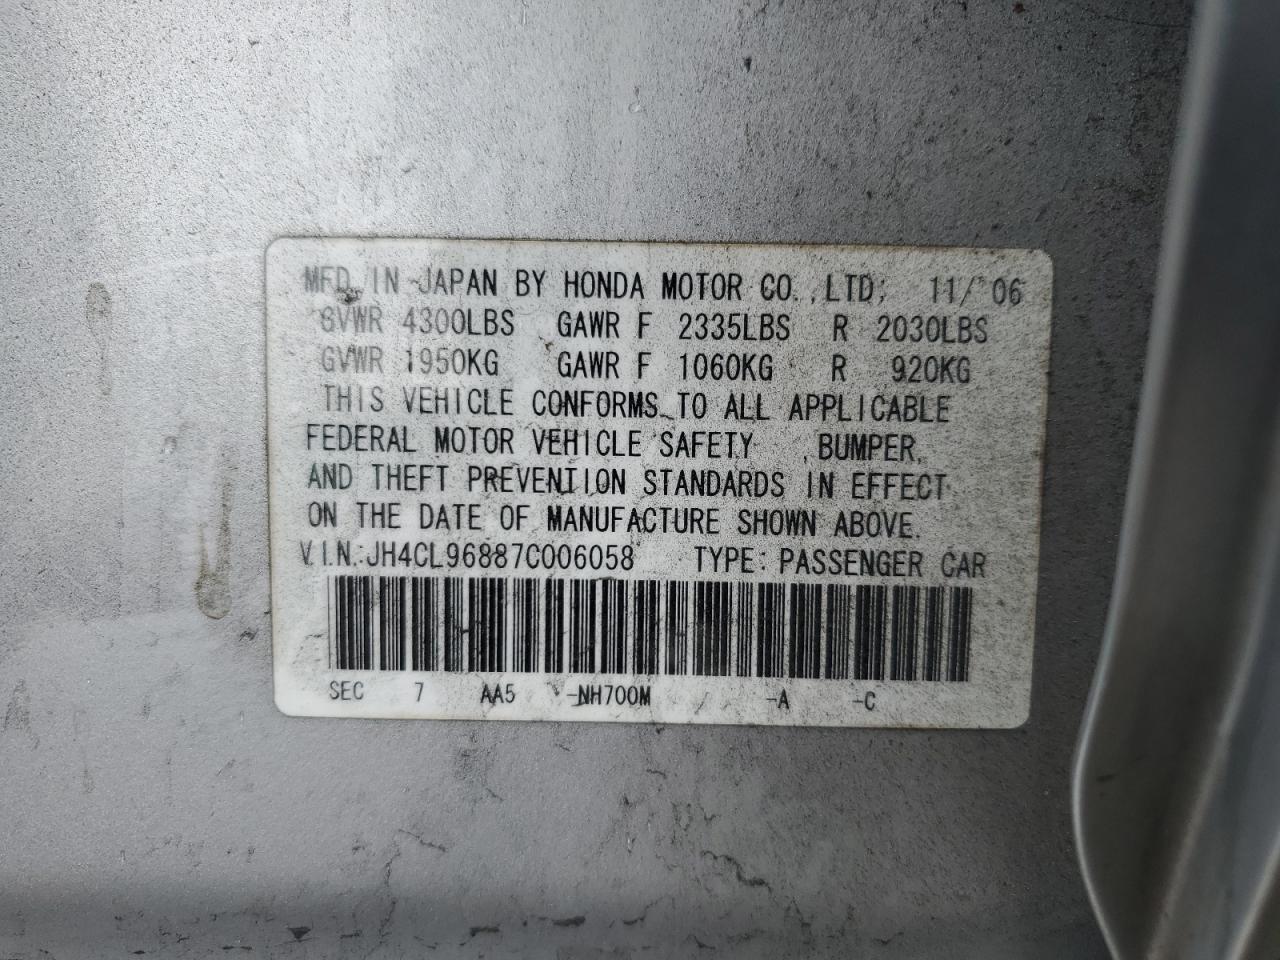 MFD. IN JAPAN BY HONDA MOTOR CO., LTD. 11/ 06
GVWR 4300LBS GAWR F 2335LBS R 2030LBS
GVWR 1950KG GAWR F 1060KG R 920KG
THIS VEHICLE CONFORMS TO ALL APPLICABLE
FEDERAL MOTOR VEHICLE SAFETY , BUMPER,
AND THEFT PREVENTION STANDARDS IN EFFECT
ON THE DATE OF MANUFACTURE SHOWN ABOVE.
V.I.N.: JH4CL96887C006058 TYPE: PASSENGER CAR
SEC 7 AA5 -NH700M / / -A -C